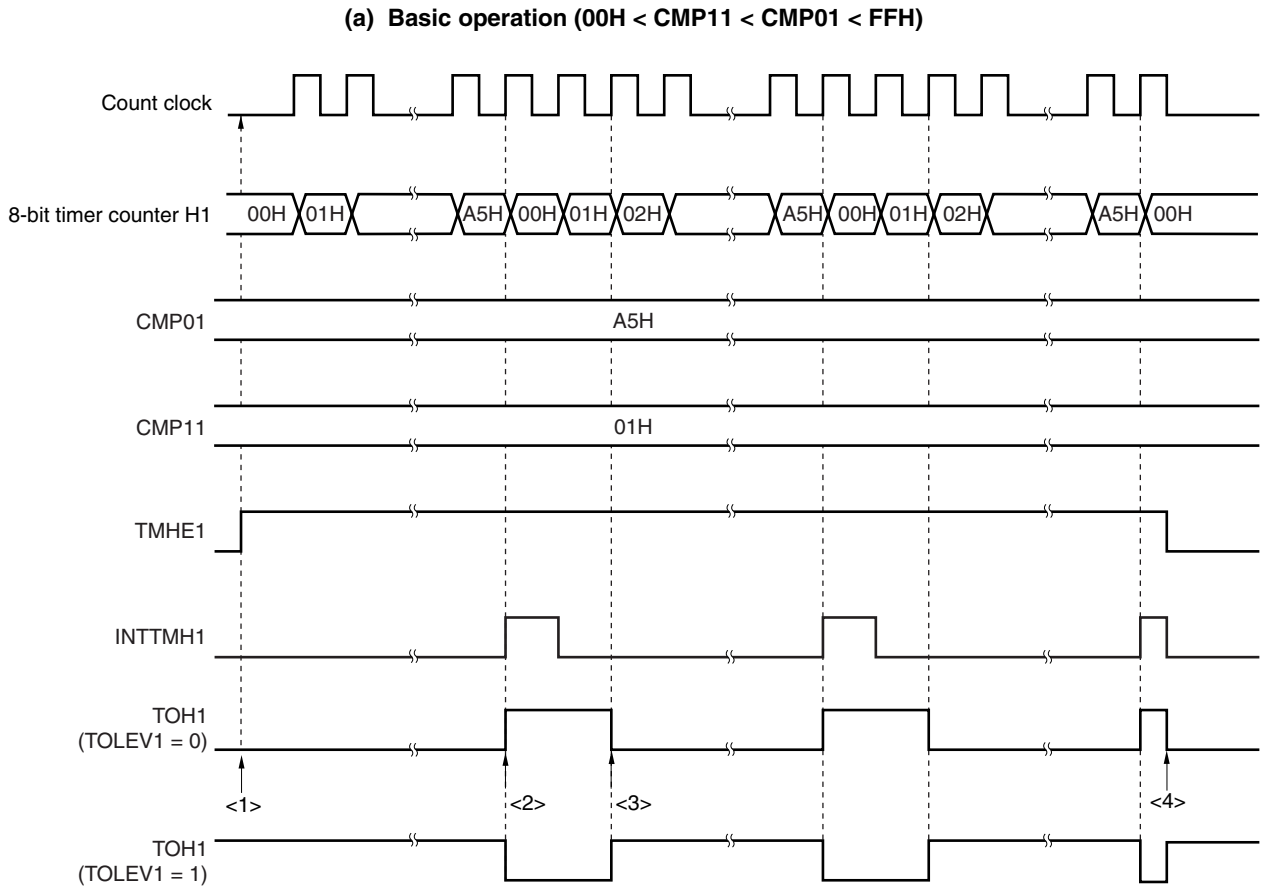 (a) Basic operation (00H < CMP11 < CMP01 < FFH)
Count clock
8-bit timer counter H1
00H 01H A5H 00H 01H 02H A5H 00H 01H 02H A5H 00H
CMP01
A5H
CMP11
01H
TMHE1
INTTMH1
TOH1
(TOLEV1 = 0)
<1> <2> <3> <4>
TOH1
(TOLEV1 = 1)